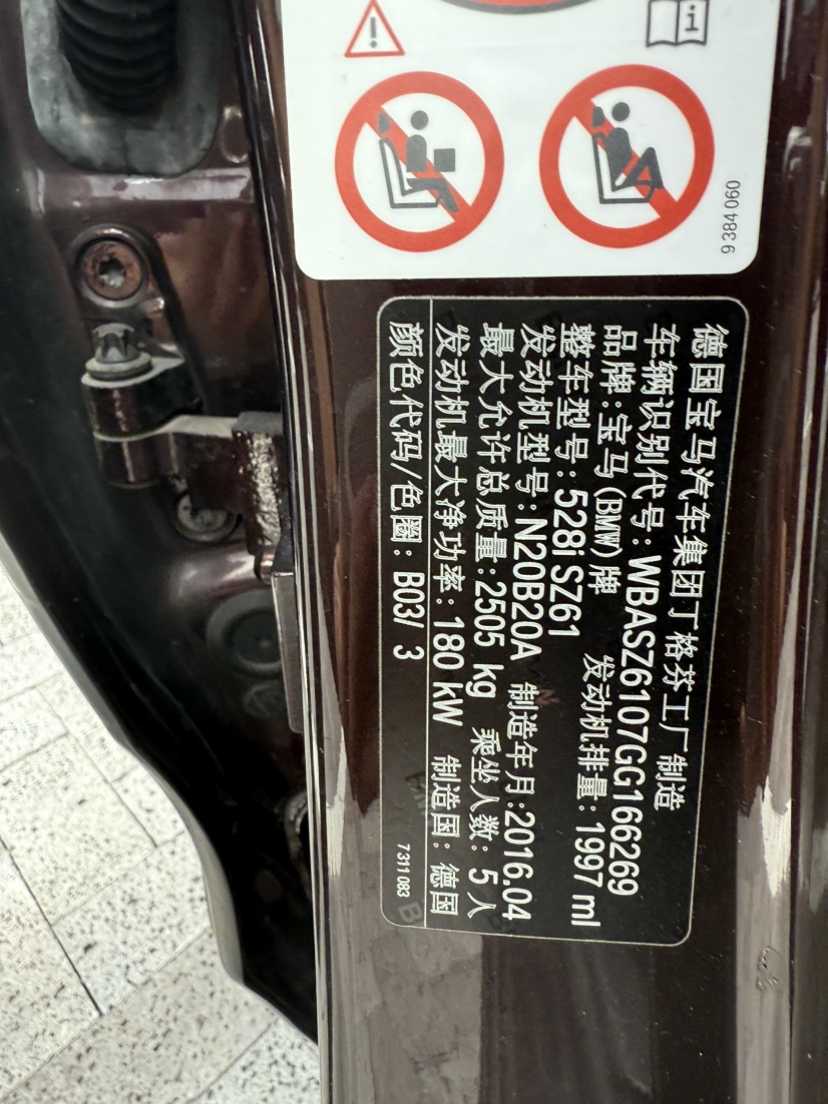 9 384 060
德国宝马汽车集团丁格芬工厂制造
车辆识别代号: WBASZ6107GG166269
品牌:宝马(BMW)牌 发动机排量: 1997 ml
整车型号: 528i SZ61
发动机型号:N20B20A 制造年月:2016.04
最大允许总质量:2505 kg 乘坐人数: 5人
发动机最大净功率: 180 kW 制造国: 德国
颜色代码/色圈: B03/ 3
7 311 083